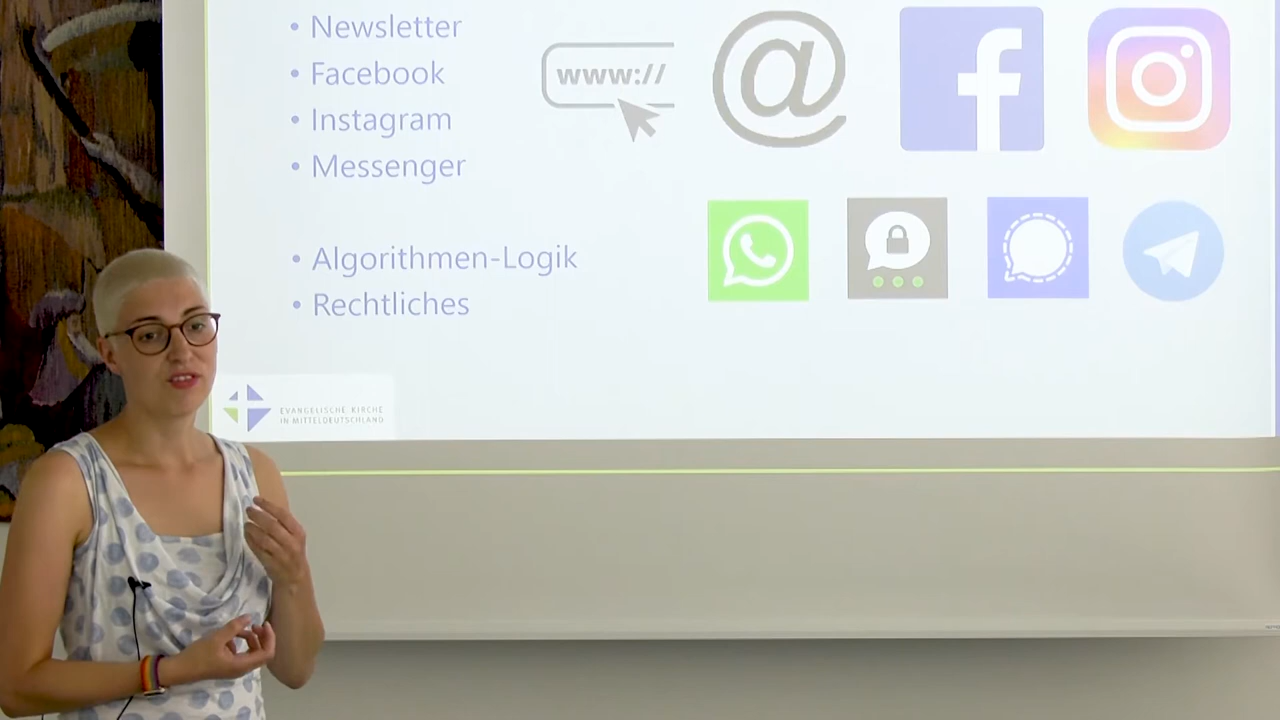 Newsletter
Facebook
Instagram
Messenger
Algorithmen-Logik
Rechtliches
www://
@
f
EVANGELISCHE KIRCHE
IN MITTELDEUTSCHLAND